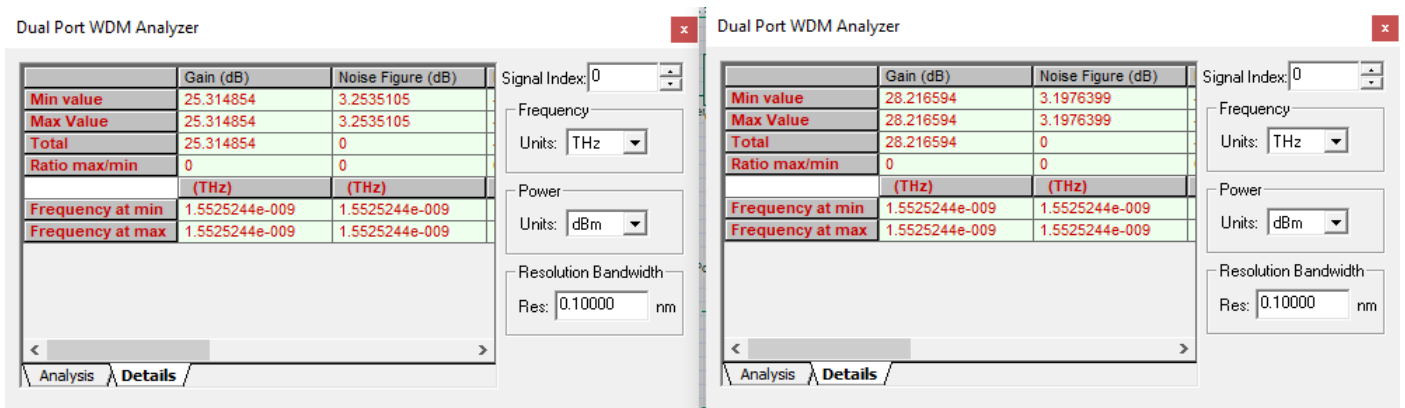 Dual Port WDM Analyzer
x
Gain (dB) Noise Figure (dB)
Min value 25.314854 3.2535105
Max Value 25.314854 3.2535105
Total 25.314854 0
Ratio max/min 0 0
(THz) (THz)
Frequency at min 1.5525244e-009 1.5525244e-009
Frequency at max 1.5525244e-009 1.5525244e-009
Analysis Details
Signal Index: 0
Frequency
Units: THz
Power
Units: dBm
Resolution Bandwidth
Res: 0.10000 nm
Dual Port WDM Analyzer
x
Gain (dB) Noise Figure (dB)
Min value 28.216594 3.1976399
Max Value 28.216594 3.1976399
Total 28.216594 0
Ratio max/min 0 0
(THz) (THz)
Frequency at min 1.5525244e-009 1.5525244e-009
Frequency at max 1.5525244e-009 1.5525244e-009
Analysis Details
Signal Index: 0
Frequency
Units: THz
Power
Units: dBm
Resolution Bandwidth
Res: 0.10000 nm